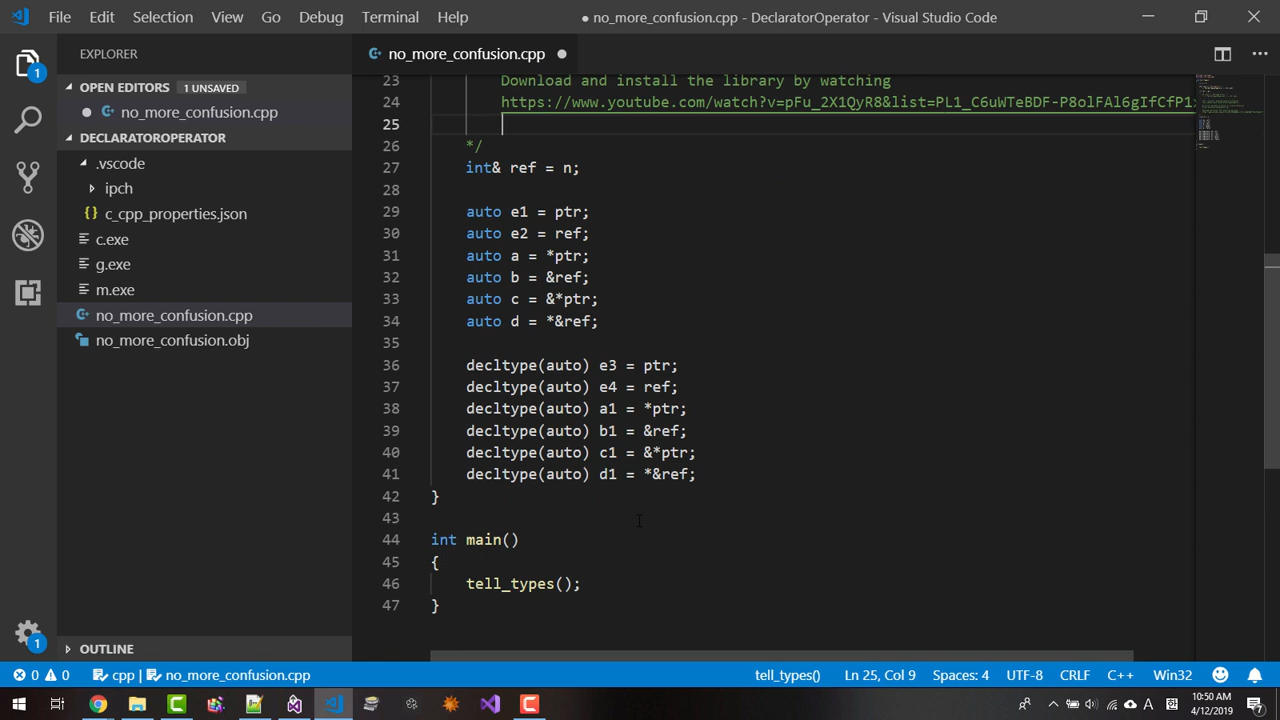 File Edit Selection View Go Debug Terminal Help
● no_more_confusion.cpp - DeclaratorOperator - Visual Studio Code
EXPLORER
OPEN EDITORS 1 UNSAVED
no_more_confusion.cpp
DECLARATOROPERATOR
.vscode
ipch
{} c_cpp_properties.json
c.exe
g.exe
m.exe
no_more_confusion.cpp
no_more_confusion.obj
OUTLINE
1
1
no_more_confusion.cpp
23 Download and install the library by watching
24 https://www.youtube.com/watch?v=pFu_2X1QyR8&list=PL1_C6uWTeBDF-P8olFAl6gIfCfP1
25
26 */
27 int& ref = n;
28
29 auto e1 = ptr;
30 auto e2 = ref;
31 auto a = *ptr;
32 auto b = &ref;
33 auto c = &*ptr;
34 auto d = *&ref;
35
36 decltype(auto) e3 = ptr;
37 decltype(auto) e4 = ref;
38 decltype(auto) a1 = *ptr;
39 decltype(auto) b1 = &ref;
40 decltype(auto) c1 = &*ptr;
41 decltype(auto) d1 = *&ref;
42 }
43
44 int main()
45 {
46 tell_types();
47 }
0 0 cpp no_more_confusion.cpp tell_types() Ln 25, Col 9 Spaces: 4 UTF-8 CRLF C++ Win32
A
10:50 AM
4/12/2019
7